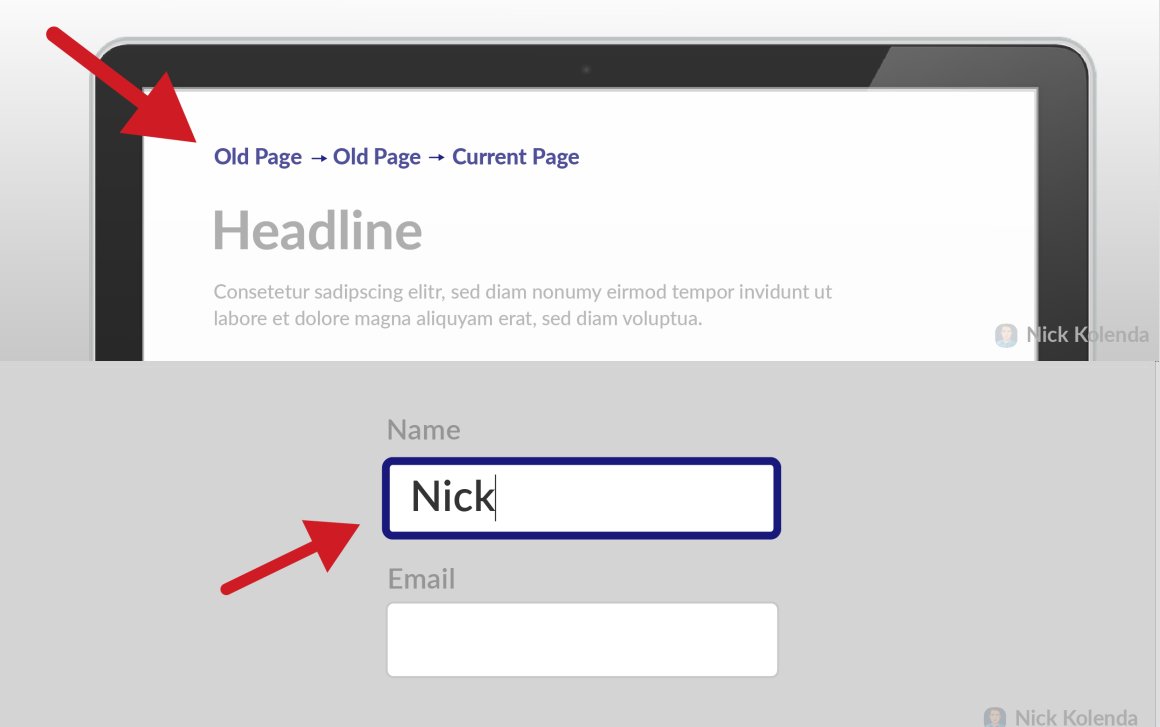 Old Page → Old Page → Current Page
Headline
Consetetur sadipscing elitr, sed diam nonumy eirmod tempor invidunt ut
labore et dolore magna aliquyam erat, sed diam voluptua.
Nick Kolenda
Name
Nick
Email
Nick Kolenda